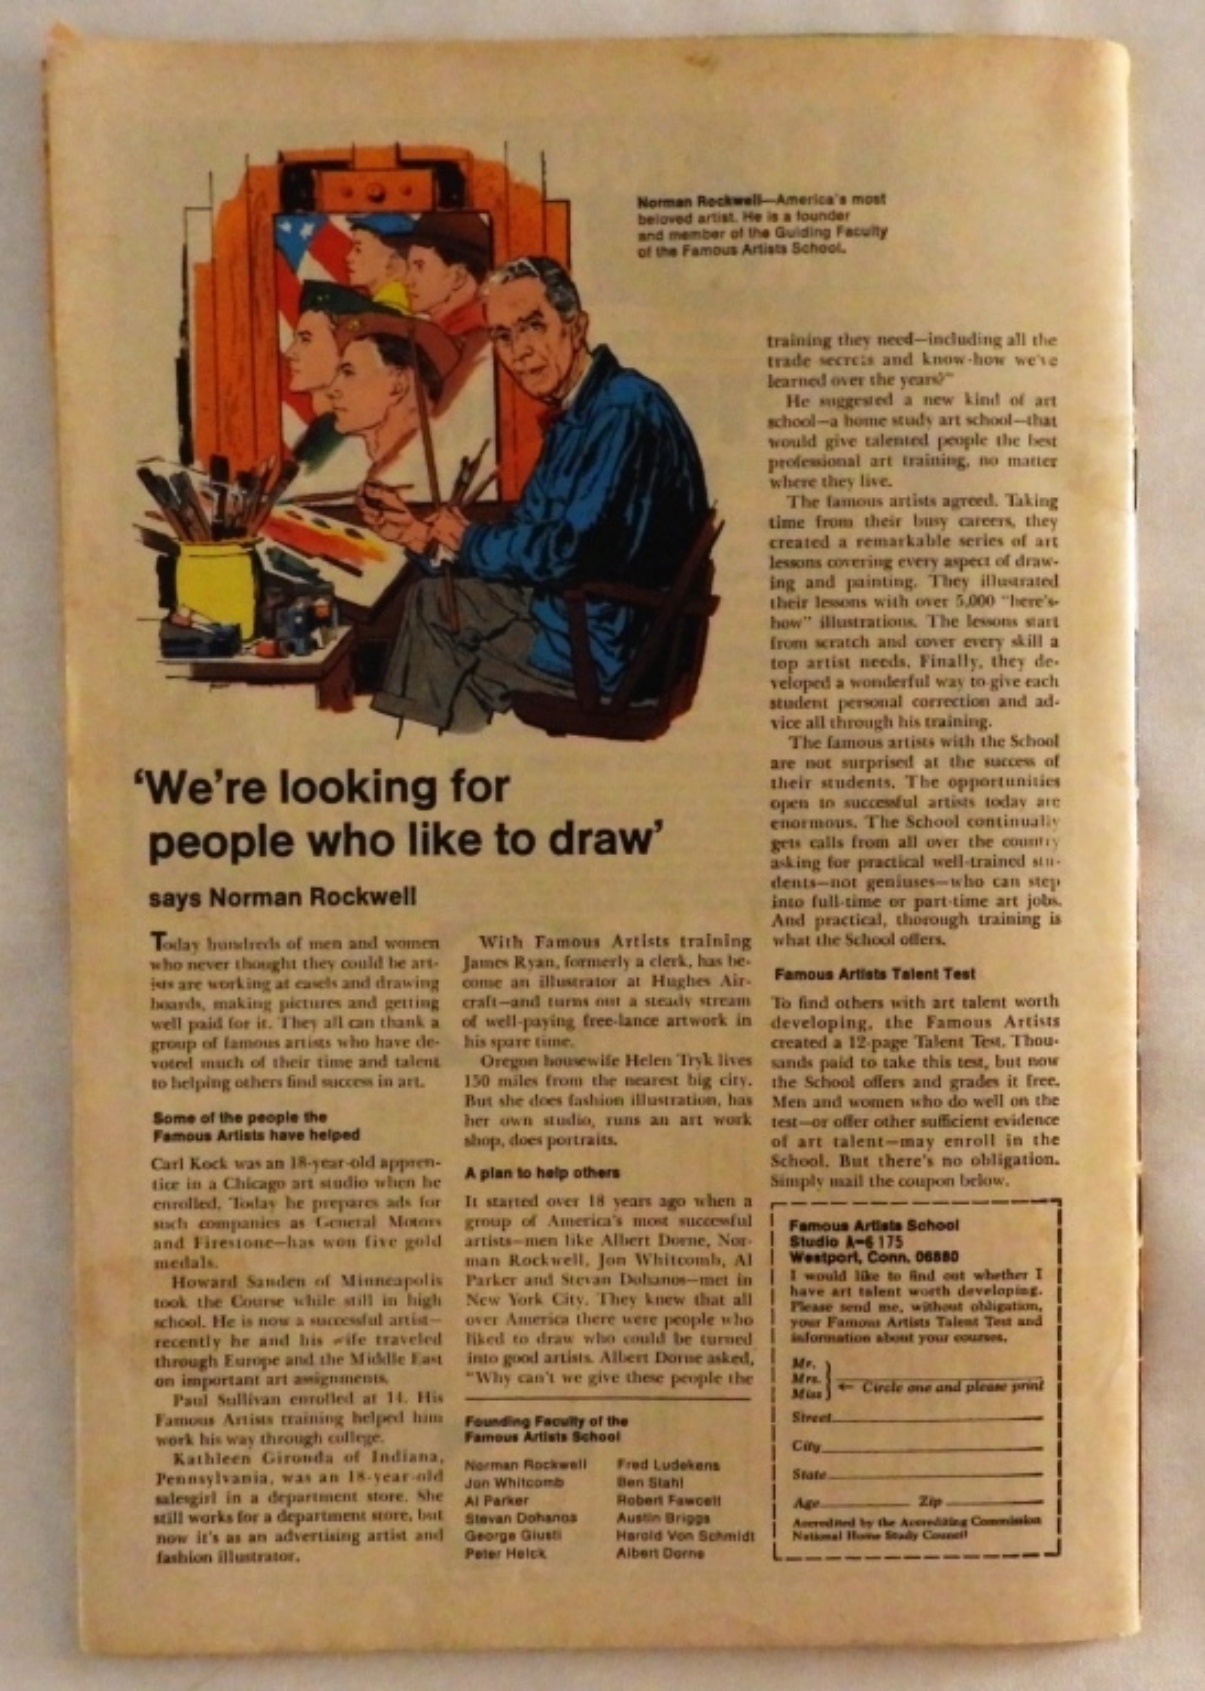 Norman Rockwell—America's most
beloved artist. He is a founder
and member of the Guiding Faculty
of the Famous Artists School.
'We're looking for
people who like to draw'
says Norman Rockwell
Today hundreds of men and women
who never thought they could be art-
ists are working at easels and drawing
boards, making pictures and getting
well paid for it. They all can thank a
group of famous artists who have de-
voted much of their time and talent
to helping others find success in art.
Some of the people the
Famous Artists have helped
Carl Kock was an 18-year-old appren-
tice in a Chicago art studio when he
enrolled. Today he prepares ads for
such companies as General Motors
and Firestone—has won five gold
medals.
Howard Sanden of Minneapolis
took the Course while still in high
school. He is now a successful artist—
recently he and his wife traveled
through Europe and the Middle East
on important art assignments.
Paul Sullivan enrolled at 14. His
Famous Artists training helped him
work his way through college.
Kathleen Gironda of Indiana,
Pennsylvania, was an 18-year-old
salesgirl in a department store. She
still works for a department store, but
now it's as an advertising artist and
fashion illustrator.
With Famous Artists training
James Ryan, formerly a clerk, has be-
come an illustrator at Hughes Air-
craft—and turns out a steady stream
of well-paying free-lance artwork in
his spare time.
Oregon housewife Helen Tryk lives
150 miles from the nearest big city.
But she does fashion illustration, has
her own studio, runs an art work
shop, does portraits.
A plan to help others
It started over 18 years ago when a
group of America's most successful
artists—men like Albert Dorne, Nor-
man Rockwell, Jon Whitcomb, Al
Parker and Stevan Dohanos—met in
New York City. They knew that all
over America there were people who
liked to draw who could be turned
into good artists. Albert Dorne asked,
"Why can't we give these people the
Founding Faculty of the
Famous Artists School
Norman Rockwell
Jon Whitcomb
Al Parker
Stevan Dohanos
George Giusti
Peter Helck
Fred Ludekens
Ben Stahl
Robert Fawcett
Austin Briggs
Harold Von Schmidt
Albert Dorne
training they need—including all the
trade secrets and know-how we've
learned over the years?"
He suggested a new kind of art
school—a home study art school—that
would give talented people the best
professional art training, no matter
where they live.
The famous artists agreed. Taking
time from their busy careers, they
created a remarkable series of art
lessons covering every aspect of draw-
ing and painting. They illustrated
their lessons with over 5,000 "here's-
how" illustrations. The lessons start
from scratch and cover every skill a
top artist needs. Finally, they de-
veloped a wonderful way to give each
student personal correction and ad-
vice all through his training.
The famous artists with the School
are not surprised at the success of
their students. The opportunities
open to successful artists today are
enormous. The School continually
gets calls from all over the country
asking for practical well-trained stu-
dents—not geniuses—who can step
into full-time or part-time art jobs.
And practical, thorough training is
what the School offers.
Famous Artists Talent Test
To find others with art talent worth
developing, the Famous Artists
created a 12-page Talent Test. Thou-
sands paid to take this test, but now
the School offers and grades it free.
Men and women who do well on the
test—or offer other sufficient evidence
of art talent—may enroll in the
School. But there's no obligation.
Simply mail the coupon below.
Famous Artists School
Studio A-6175
Westport, Conn. 06880
I would like to find out whether I
have art talent worth developing.
Please send me, without obligation,
your Famous Artists Talent Test and
information about your courses.
Mr.
Mrs. ← Circle one and please print
Miss
Street
City
State
Age Zip
Accredited by the Accrediting Commission
National Home Study Council